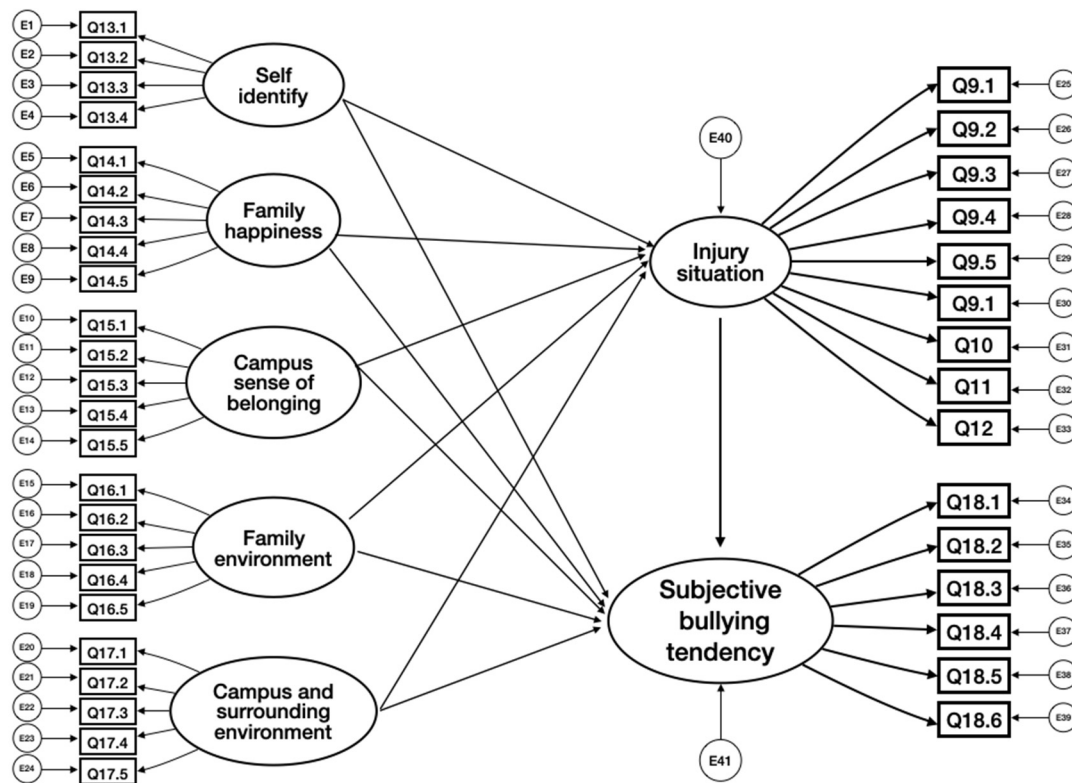 E1
Q13.1
E2
Q13.2
E3
Q13.3
E4
Q13.4
Self
identify
E5
Q14.1
E6
Q14.2
E7
Q14.3
E8
Q14.4
E9
Q14.5
Family
happiness
E10
Q15.1
E11
Q15.2
E12
Q15.3
E13
Q15.4
E14
Q15.5
Campus
sense of
belonging
E15
Q16.1
E16
Q16.2
E17
Q16.3
E18
Q16.4
E19
Q16.5
Family
environment
E20
Q17.1
E21
Q17.2
E22
Q17.3
E23
Q17.4
E24
Q17.5
Campus and
surrounding
environment
E40
Injury
situation
Q9.1
E25
Q9.2
E26
Q9.3
E27
Q9.4
E28
Q9.5
E29
Q9.1
E30
Q10
E31
Q11
E32
Q12
E33
Subjective
bullying
tendency
E41
Q18.1
E34
Q18.2
E35
Q18.3
E36
Q18.4
E37
Q18.5
E38
Q18.6
E39